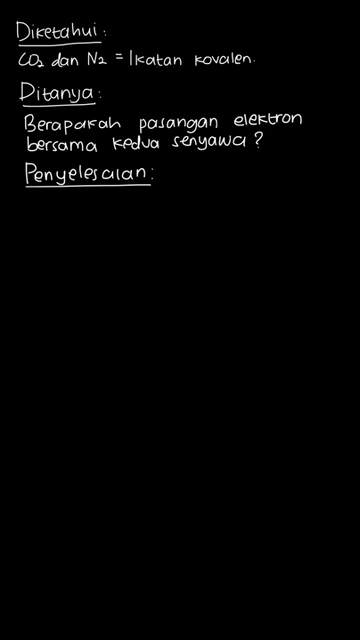 Diketahui:
CO₂ dan N₂ = Ikatan kovalen.
Ditanya:
Berapakah pasangan elektron
bersama kedua senyawa?
Penyelesaian: